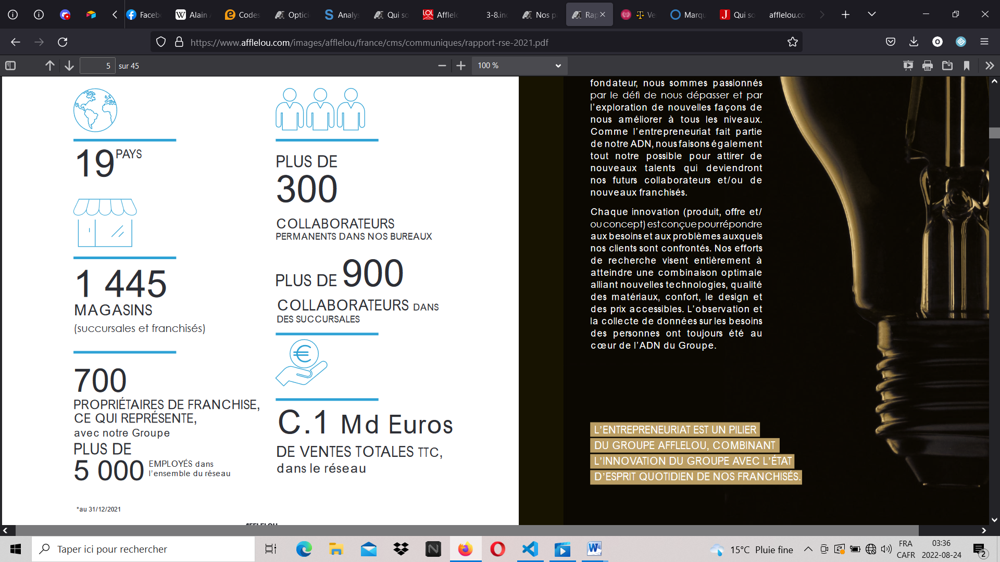 Faceb
Alain
Codes
Optici
Analys
Qui so
Afflelo
3-8.in
Nos p
Rap
Ve
Marqu
Qui so
afflelou.co
https://www.afflelou.com/images/afflelou/france/cms/communiques/rapport-rse-2021.pdf
5 sur 45
100 %
19 PAYS
1 445
MAGASINS
(succursales et franchisés)
700
PROPRIÉTAIRES DE FRANCHISE,
CE QUI REPRÉSENTE,
avec notre Groupe
PLUS DE
5 000 EMPLOYÉS dans
l'ensemble du réseau
*au 31/12/2021
PLUS DE
300
COLLABORATEURS
PERMANENTS DANS NOS BUREAUX
PLUS DE 900
COLLABORATEURS DANS
DES SUCCURSALES
€
C.1 Md Euros
DE VENTES TOTALES TTC,
dans le réseau
fondateur, nous sommes passionnés
par le défi de nous dépasser et par
l'exploration de nouvelles façons de
nous améliorer à tous les niveaux.
Comme l'entrepreneuriat fait partie
de notre ADN, nous faisons également
tout notre possible pour attirer de
nouveaux talents qui deviendront
nos futurs collaborateurs et/ou de
nouveaux franchisés.
Chaque innovation (produit, offre et/
ou concept) est conçue pour répondre
aux besoins et aux problèmes auxquels
nos clients sont confrontés. Nos efforts
de recherche visent entièrement à
atteindre une combinaison optimale
alliant nouvelles technologies, qualité
des matériaux, confort, le design et
des prix accessibles. L'observation et
la collecte de données sur les besoins
des personnes ont toujours été au
cœur de l'ADN du Groupe.
L'ENTREPRENEURIAT EST UN PILIER
DU GROUPE AFFLELOU, COMBINANT
L'INNOVATION DU GROUPE AVEC L'ÉTAT
D'ESPRIT QUOTIDIEN DE NOS FRANCHISÉS.
Taper ici pour rechercher
15°C Pluie fine
FRA
CAFR
03:36
2022-08-24
2